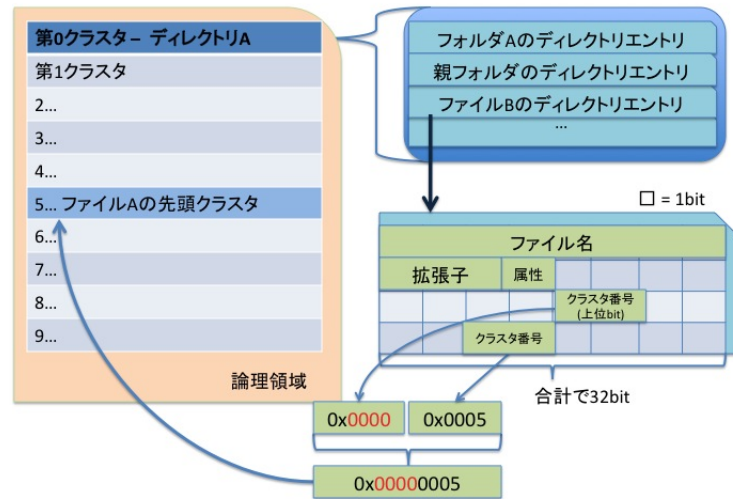 第0クラスター ディレクトリA
第1クラスタ
2...
3...
4...
5... ファイルAの先頭クラスタ
6...
7...
8...
9...
論理領域
フォルダAのディレクトリエントリ
親フォルダのディレクトリエントリ
ファイルBのディレクトリエントリ
...
□ = 1bit
ファイル名
拡張子
属性
クラスタ番号
(上位bit)
クラスタ番号
合計で32bit
0x0000
0x0005
0x00000005